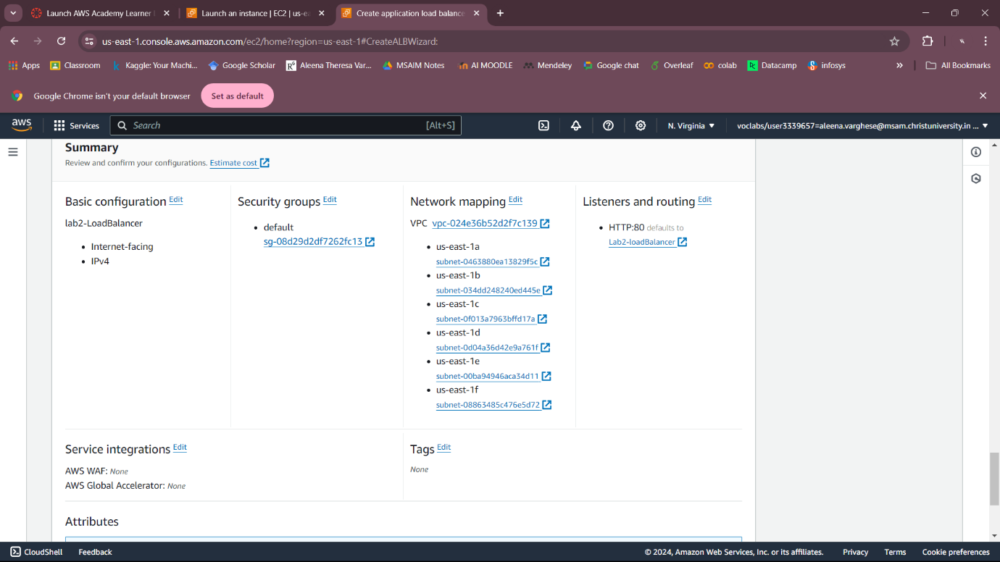 Launch AWS Academy Learner
Launch an instance | EC2 | us-ea
Create application load balance
us-east-1.console.aws.amazon.com/ec2/home?region=us-east-1#CreateALBWizard:
Apps
Classroom
Kaggle: Your Machi...
Google Scholar
Aleena Theresa Var...
MSAIM Notes
AI MOODLE
Mendeley
Google chat
Overleaf
colab
Datacamp
infosys
All Bookmarks
Google Chrome isn't your default browser
Set as default
aws
Services
Search
[Alt+S]
N. Virginia
voclabs/user3339657=aleena.varghese@msam.christuniversity.in ...
Summary
Review and confirm your configurations. Estimate cost
Basic configuration Edit
lab2-LoadBalancer
• Internet-facing
• IPv4
Security groups Edit
• default
sg-08d29d2df7262fc13
Network mapping Edit
VPC vpc-024e36b52d2f7c139
• us-east-1a
subnet-0463880ea13829f5c
• us-east-1b
subnet-034dd248240ed445e
• us-east-1c
subnet-0f013a7963bffd17a
• us-east-1d
subnet-0d04a36d42e9a761f
• us-east-1e
subnet-00ba94946aca34d11
• us-east-1f
subnet-08863485c476e5d72
Listeners and routing Edit
• HTTP:80 defaults to
Lab2-loadBalancer
Service integrations Edit
AWS WAF: None
AWS Global Accelerator: None
Tags Edit
None
Attributes
CloudShell
Feedback
© 2024, Amazon Web Services, Inc. or its affiliates.
Privacy
Terms
Cookie preferences